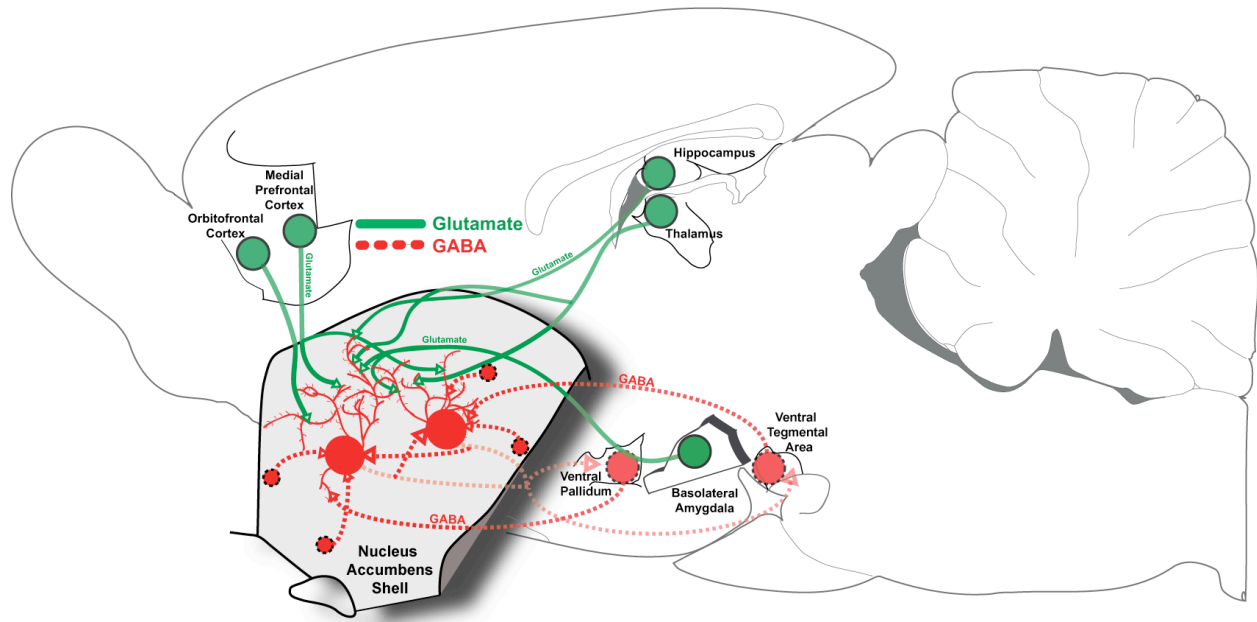 Hippocampus
Medial
Prefrontal
Cortex
Orbitofrontal
Cortex
Glutamate
GABA
Thalamus
Glutamate
Glutamate
Glutamate
GABA
Ventral
Tegmental
Area
Ventral
Pallidum
Basolateral
Amygdala
GABA
Nucleus
Accumbens
Shell